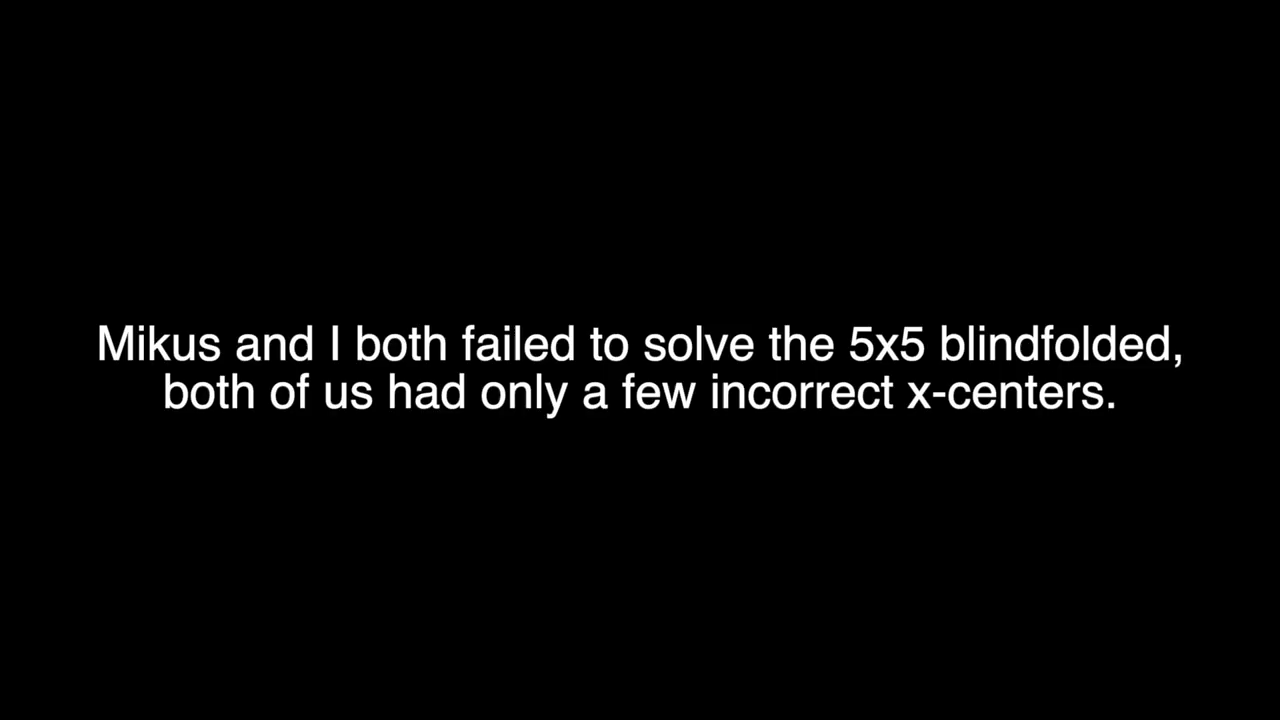 Mikus and I both failed to solve the 5x5 blindfolded,
both of us had only a few incorrect x-centers.